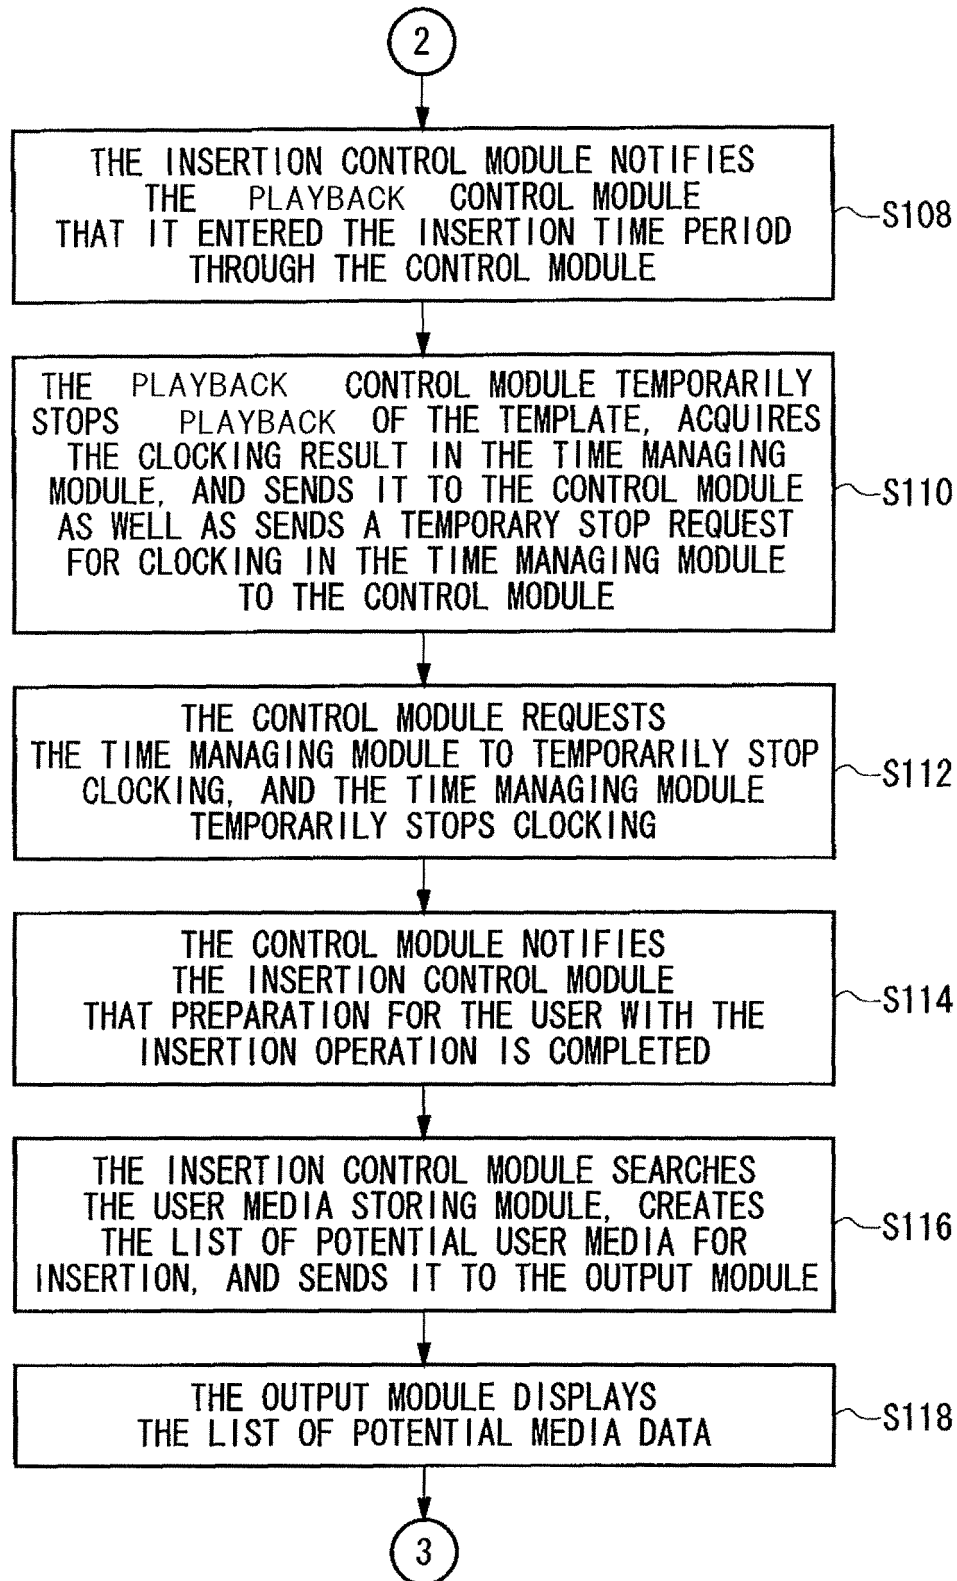 2
THE INSERTION CONTROL MODULE NOTIFIES
THE PLAYBACK CONTROL MODULE
THAT IT ENTERED THE INSERTION TIME PERIOD
THROUGH THE CONTROL MODULE
S108
THE PLAYBACK CONTROL MODULE TEMPORARILY
STOPS PLAYBACK OF THE TEMPLATE, ACQUIRES
THE CLOCKING RESULT IN THE TIME MANAGING
MODULE, AND SENDS IT TO THE CONTROL MODULE
AS WELL AS SENDS A TEMPORARY STOP REQUEST
FOR CLOCKING IN THE TIME MANAGING MODULE
TO THE CONTROL MODULE
S110
THE CONTROL MODULE REQUESTS
THE TIME MANAGING MODULE TO TEMPORARILY STOP
CLOCKING, AND THE TIME MANAGING MODULE
TEMPORARILY STOPS CLOCKING
S112
THE CONTROL MODULE NOTIFIES
THE INSERTION CONTROL MODULE
THAT PREPARATION FOR THE USER WITH THE
INSERTION OPERATION IS COMPLETED
S114
THE INSERTION CONTROL MODULE SEARCHES
THE USER MEDIA STORING MODULE, CREATES
THE LIST OF POTENTIAL USER MEDIA FOR
INSERTION, AND SENDS IT TO THE OUTPUT MODULE
S116
THE OUTPUT MODULE DISPLAYS
THE LIST OF POTENTIAL MEDIA DATA
S118
3